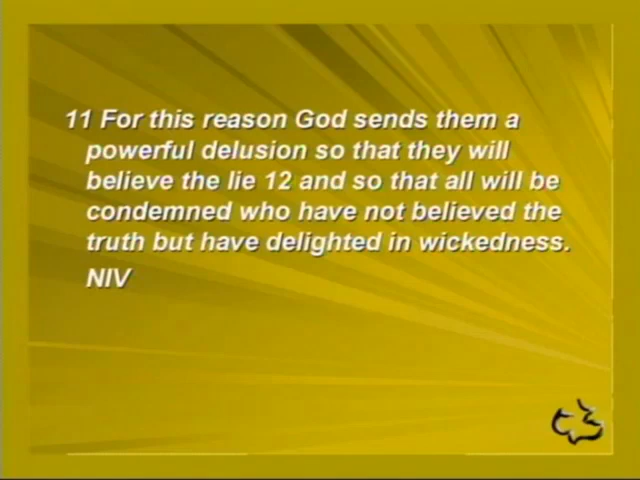 11 For this reason God sends them a
powerful delusion so that they will
believe the lie 12 and so that all will be
condemned who have not believed the
truth but have delighted in wickedness.
NIV